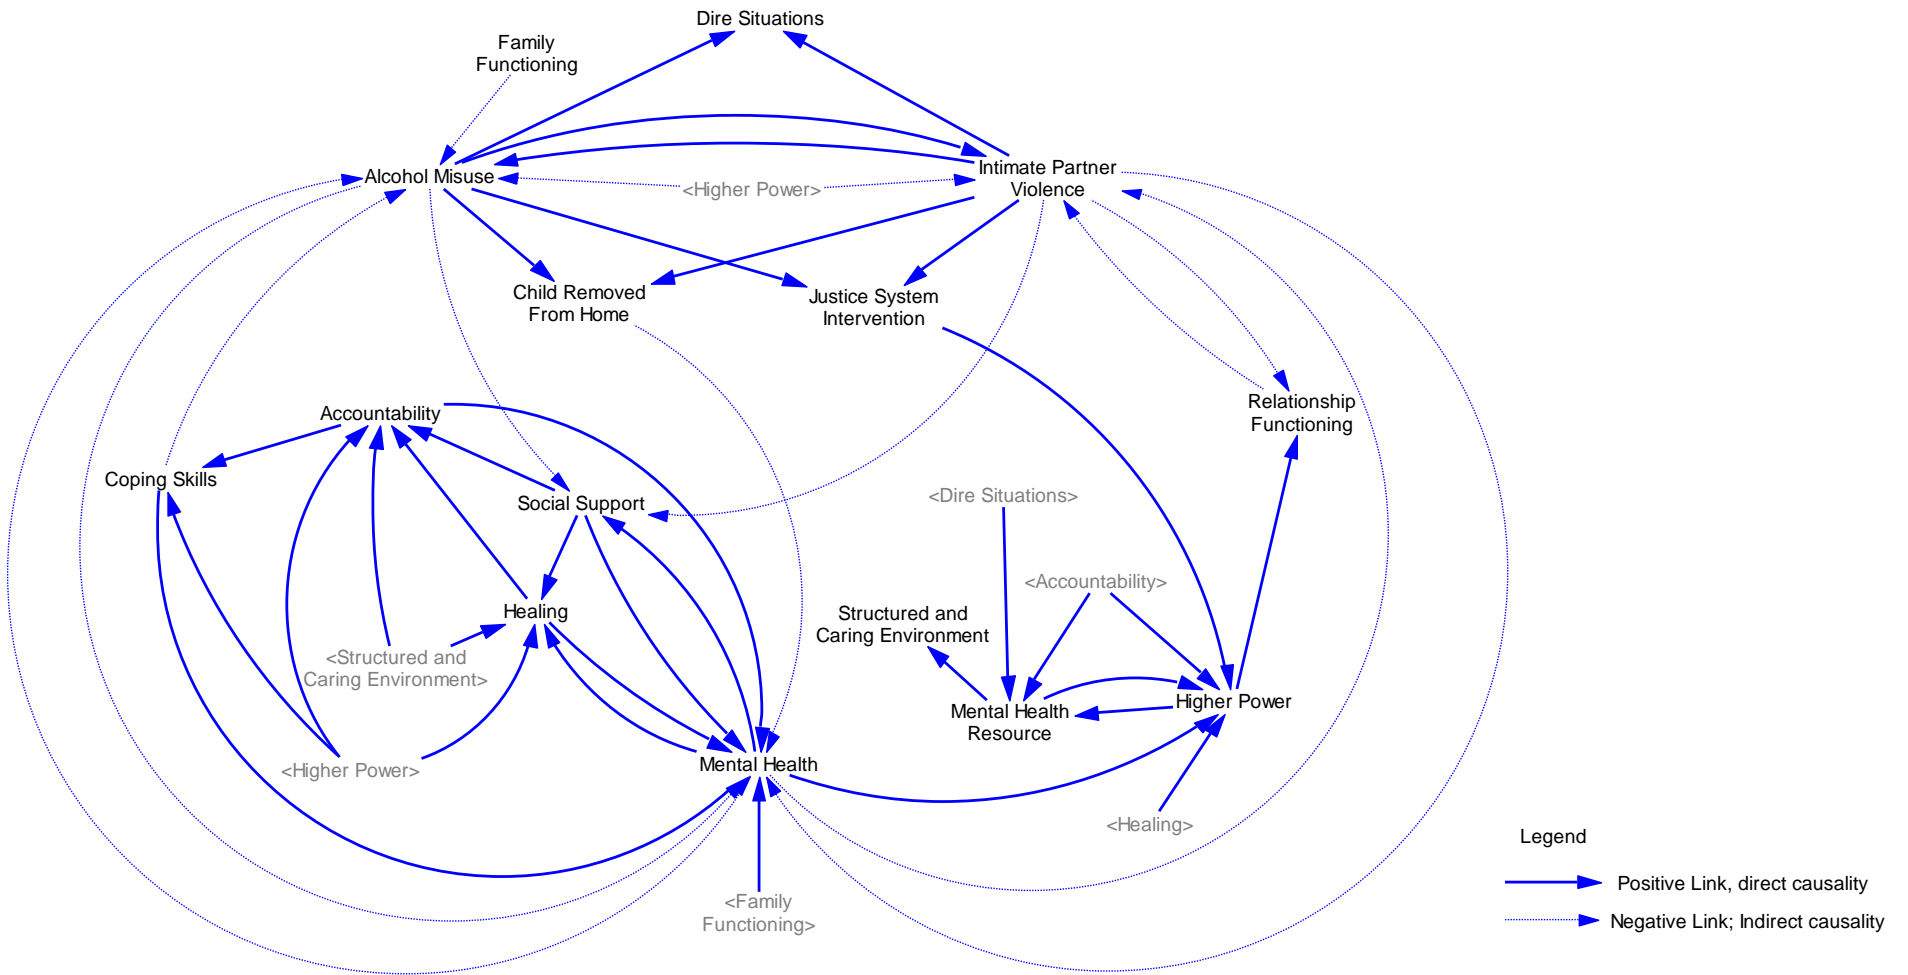 Dire Situations
Family
Functioning
Alcohol Misuse
<Higher Power>
Intimate Partner
Violence
Child Removed
From Home
Justice System
Intervention
Relationship
Functioning
Accountability
Coping Skills
Social Support
<Dire Situations>
<Accountability>
Healing
Structured and
Caring Environment
<Structured and
Caring Environment>
Mental Health
Resource
Higher Power
<Higher Power>
Mental Health
<Healing>
<Family
Functioning>
Legend
Positive Link, direct causality
Negative Link; Indirect causality